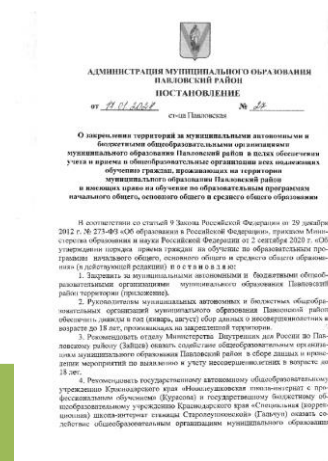 АДМИНИСТРАЦИЯ МУНИЦИПАЛЬНОГО ОБРАЗОВАНИЯ
ПАВЛОВСКИЙ РАЙОН
ПОСТАНОВЛЕНИЕ
от № 27
ст-ца Павловская
О закреплении территорий за муниципальными автономными и
бюджетными общеобразовательными организациями
муниципального образования Павловский район в целях обеспечения
учета и приема в общеобразовательные организации всех подлежащих
обучению граждан, проживающих на территории
муниципального образования Павловский район
и имеющих право на обучение по образовательным программам
начального общего, основного общего и среднего общего образования
В соответствии со статьей 9 Закона Российской Федерации от 29 декабря
2012 г. № 273-ФЗ «Об образовании в Российской Федерации», приказом Мини-
стерства образования и науки Российской Федерации от 2 сентября 2020 г. «Об
утверждении порядка приема граждан на обучение по образовательным про-
граммам начального общего, основного общего и среднего общего образова-
ния» (в действующей редакции) п о с т а н о в л я ю:
1. Закрепить за муниципальными автономными и бюджетными общеоб-
разовательными организациями муниципального образования Павловский
район территории (приложение).
2. Руководителям муниципальных автономных и бюджетных общеобра-
зовательных организаций муниципального образования Павловский район
обеспечить дважды в год (январь, август) сбор данных о несовершеннолетних в
возрасте до 18 лет, проживающих на закрепленной территории.
3. Рекомендовать отделу Министерства Внутренних дел России по Пав-
ловскому району (Зайцев) оказать содействие общеобразовательным организа-
циям муниципального образования Павловский район в сборе данных и прове-
дении мероприятий по выявлению и учету несовершеннолетних в возрасте до
18 лет.
4. Рекомендовать государственному автономному общеобразовательному
учреждению Краснодарского края «Новолеушковская школа-интернат с про-
фессиональным обучением» (Курасова) и государственному бюджетному об-
щеобразовательному учреждению Краснодарского края «Специальная (коррек-
ционная) школа-интернат станицы Старолеушковской» (Гальчун) оказать со-
действие общеобразовательным организациям муниципального образования